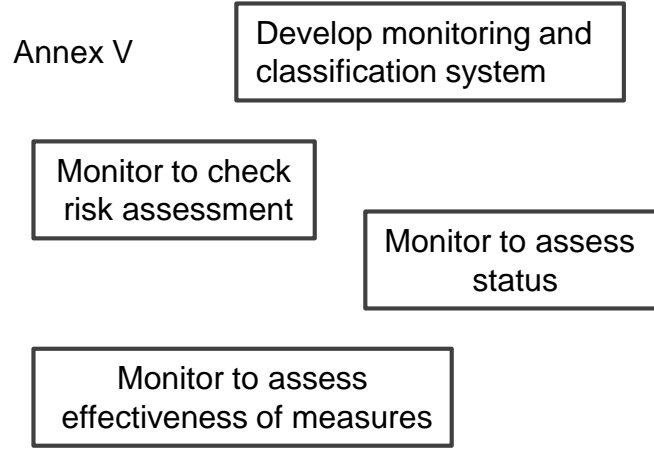 Annex V
Develop monitoring and
classification system
Monitor to check
risk assessment
Monitor to assess
status
Monitor to assess
effectiveness of measures